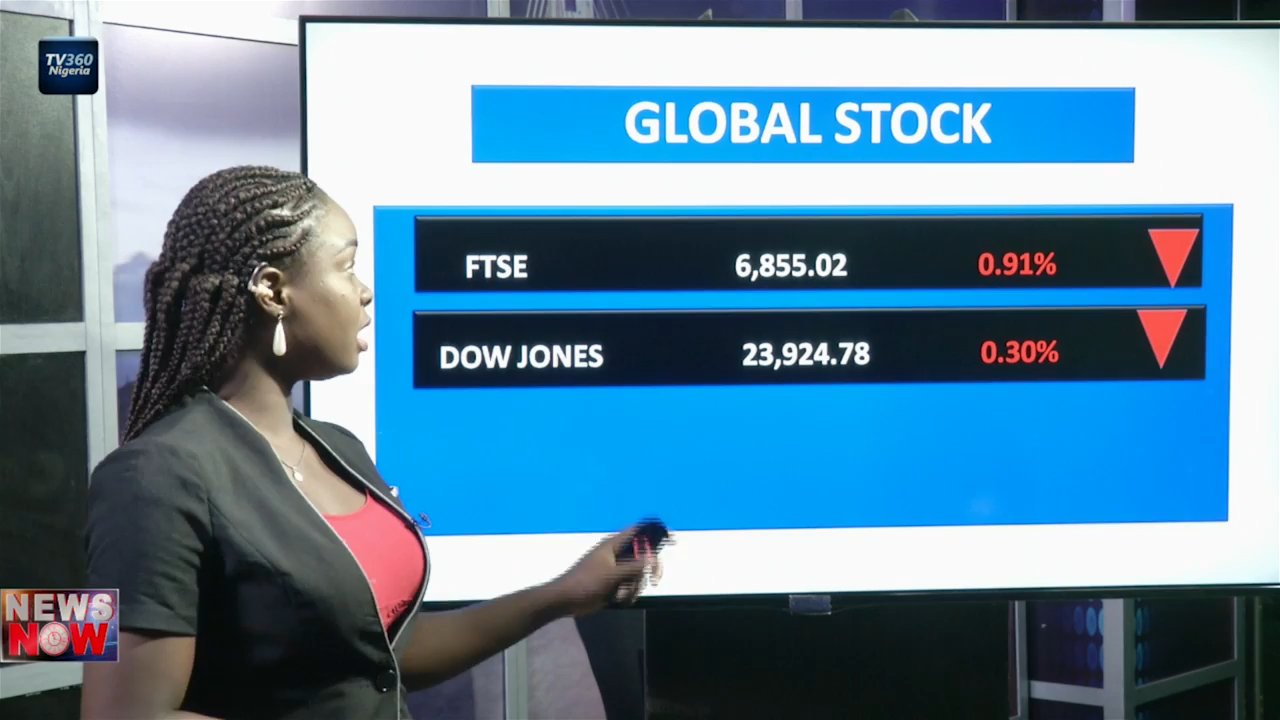 TV360
Nigeria
GLOBAL STOCK
FTSE 6,855.02 0.91%
DOW JONES 23,924.78 0.30%
NEWS
NOW